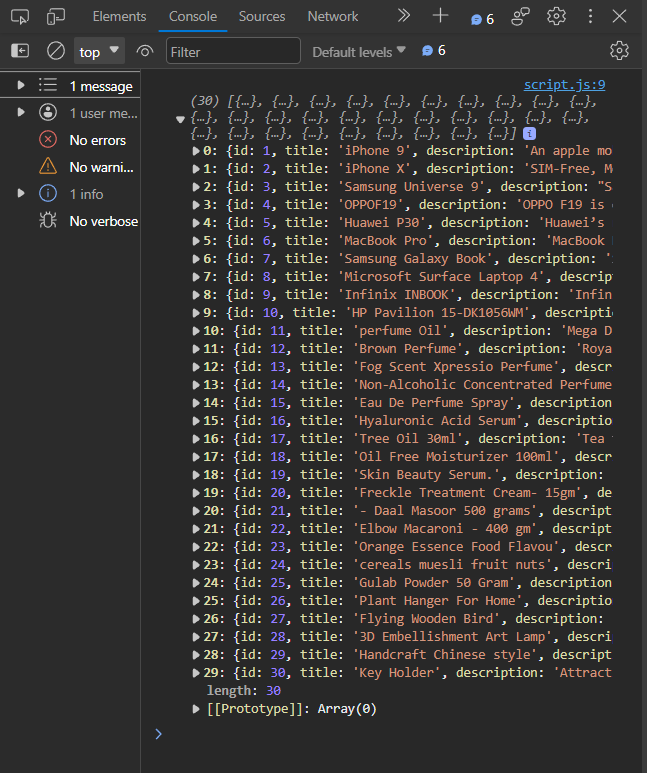 Elements Console Sources Network 6
top Filter Default levels 6
1 message
1 user me...
No errors
No warni...
1 info
No verbose
script.js:9
(30) [{…}, {…}, {…}, {…}, {…}, {…}, {…}, {…}, {…}, {…},
{…}, {…}, {…}, {…}, {…}, {…}, {…}, {…}, {…}, {…}, {…},
{…}, {…}, {…}, {…}, {…}, {…}, {…}, {…}, {…}] i
0: {id: 1, title: 'iPhone 9', description: 'An apple mo
1: {id: 2, title: 'iPhone X', description: 'SIM-Free, M
2: {id: 3, title: 'Samsung Universe 9', description: "S
3: {id: 4, title: 'OPPOF19', description: 'OPPO F19 is
4: {id: 5, title: 'Huawei P30', description: 'Huawei’s
5: {id: 6, title: 'MacBook Pro', description: 'MacBook
6: {id: 7, title: 'Samsung Galaxy Book', description: '
7: {id: 8, title: 'Microsoft Surface Laptop 4', descrip
8: {id: 9, title: 'Infinix INBOOK', description: 'Infin
9: {id: 10, title: 'HP Pavilion 15-DK1056WM', descripti
10: {id: 11, title: 'perfume Oil', description: 'Mega D
11: {id: 12, title: 'Brown Perfume', description: 'Roya
12: {id: 13, title: 'Fog Scent Xpressio Perfume', descr
13: {id: 14, title: 'Non-Alcoholic Concentrated Perfume
14: {id: 15, title: 'Eau De Perfume Spray', description
15: {id: 16, title: 'Hyaluronic Acid Serum', descriptio
16: {id: 17, title: 'Tree Oil 30ml', description: 'Tea
17: {id: 18, title: 'Oil Free Moisturizer 100ml', descr
18: {id: 19, title: 'Skin Beauty Serum.', description:
19: {id: 20, title: 'Freckle Treatment Cream- 15gm', de
20: {id: 21, title: '- Daal Masoor 500 grams', descript
21: {id: 22, title: 'Elbow Macaroni - 400 gm', descript
22: {id: 23, title: 'Orange Essence Food Flavou', descr
23: {id: 24, title: 'cereals muesli fruit nuts', descri
24: {id: 25, title: 'Gulab Powder 50 Gram', description
25: {id: 26, title: 'Plant Hanger For Home', descriptio
26: {id: 27, title: 'Flying Wooden Bird', description:
27: {id: 28, title: '3D Embellishment Art Lamp', descri
28: {id: 29, title: 'Handcraft Chinese style', descript
29: {id: 30, title: 'Key Holder', description: 'Attract
length: 30
[[Prototype]]: Array(0)